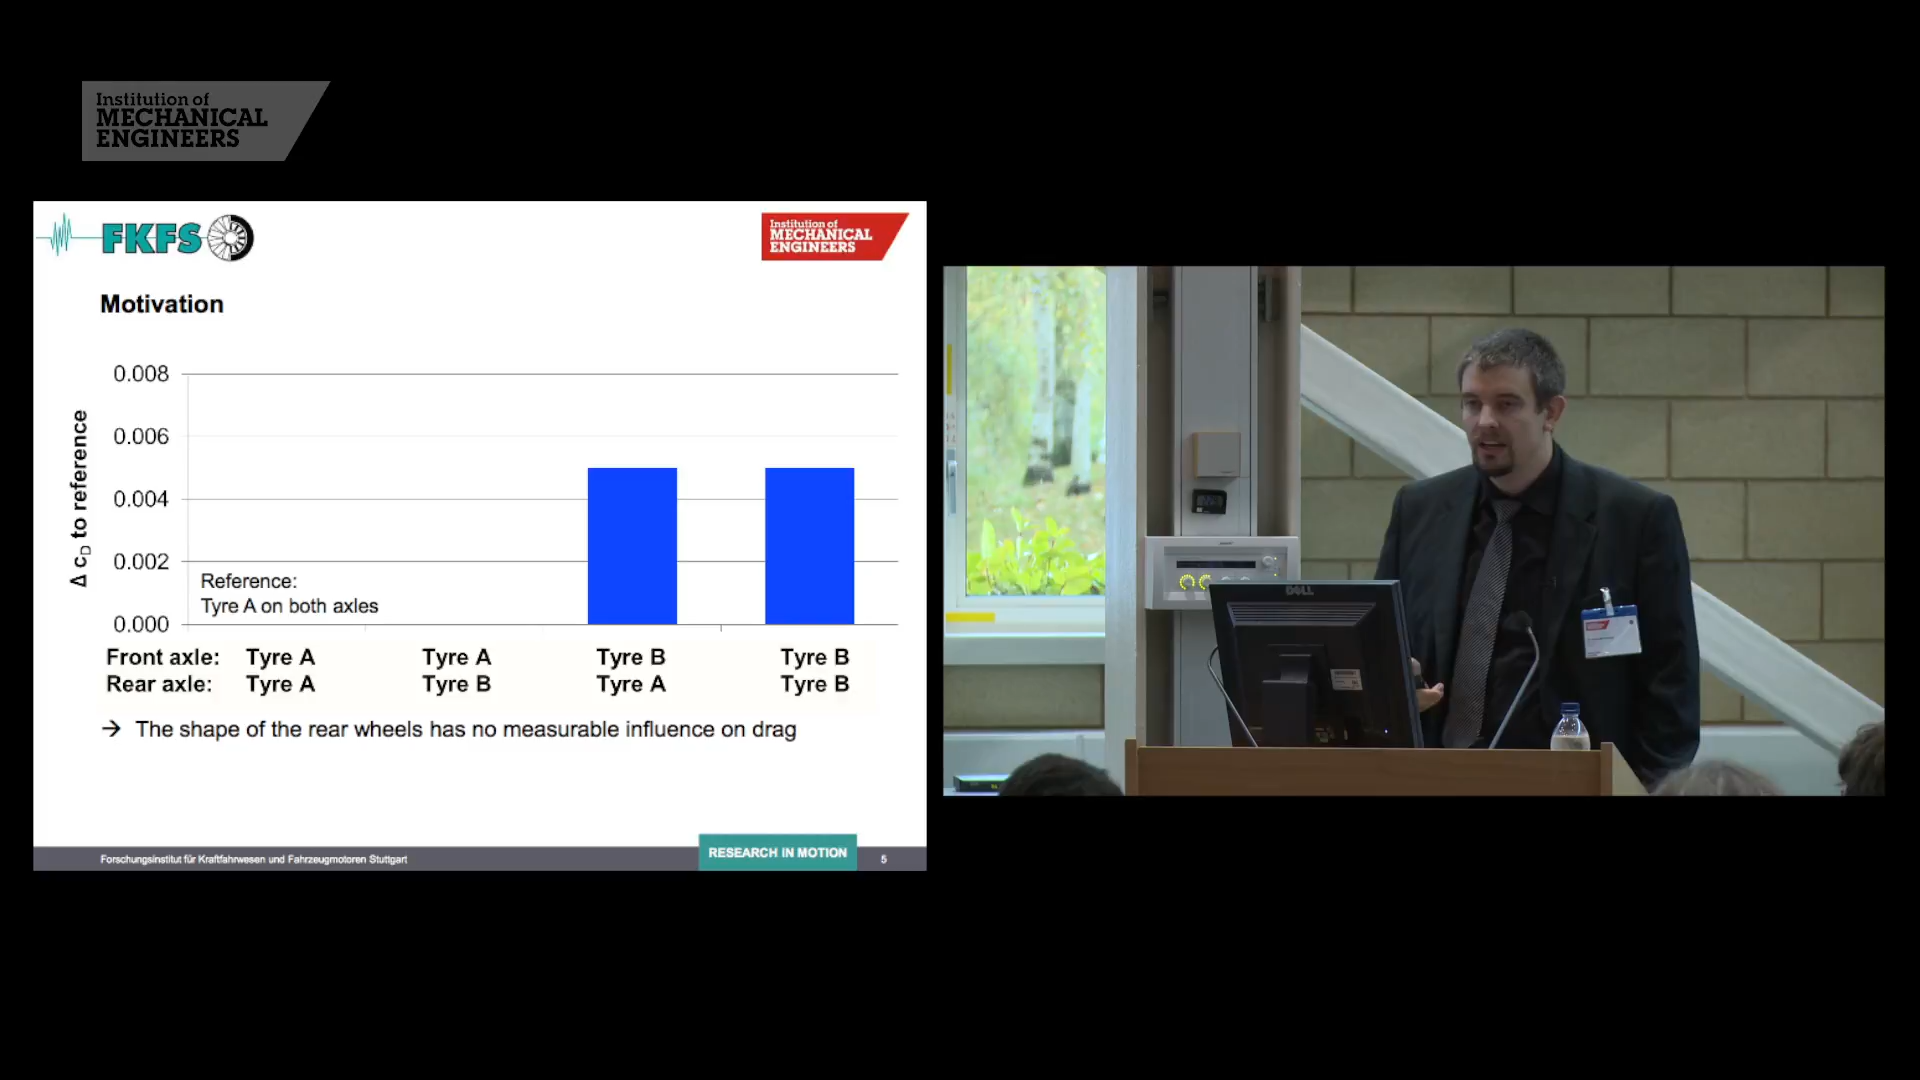 Institution of
MECHANICAL
ENGINEERS
FKFS
Institution of
MECHANICAL
ENGINEERS
Motivation
Δ cD to reference
0.008
0.006
0.004
0.002
0.000
Reference:
Tyre A on both axles
Front axle: Tyre A Tyre A Tyre B Tyre B
Rear axle: Tyre A Tyre B Tyre A Tyre B
→ The shape of the rear wheels has no measurable influence on drag
Forschungsinstitut für Kraftfahrwesen und Fahrzeugmotoren Stuttgart
RESEARCH IN MOTION
5
DELL